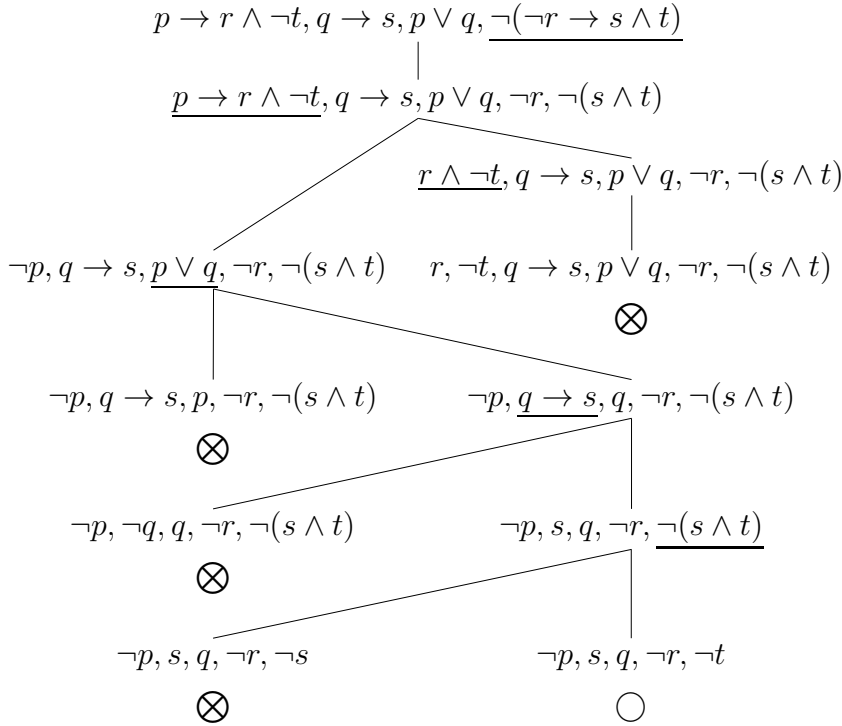 p → r ∧ ¬t, q → s, p ∨ q, ¬(¬r → s ∧ t)
p → r ∧ ¬t, q → s, p ∨ q, ¬r, ¬(s ∧ t)
r ∧ ¬t, q → s, p ∨ q, ¬r, ¬(s ∧ t)
¬p, q → s, p ∨ q, ¬r, ¬(s ∧ t)
r, ¬t, q → s, p ∨ q, ¬r, ¬(s ∧ t)
⊗
¬p, q → s, p, ¬r, ¬(s ∧ t)
¬p, q → s, q, ¬r, ¬(s ∧ t)
⊗
¬p, ¬q, q, ¬r, ¬(s ∧ t)
¬p, s, q, ¬r, ¬(s ∧ t)
⊗
¬p, s, q, ¬r, ¬s
¬p, s, q, ¬r, ¬t
⊗
○